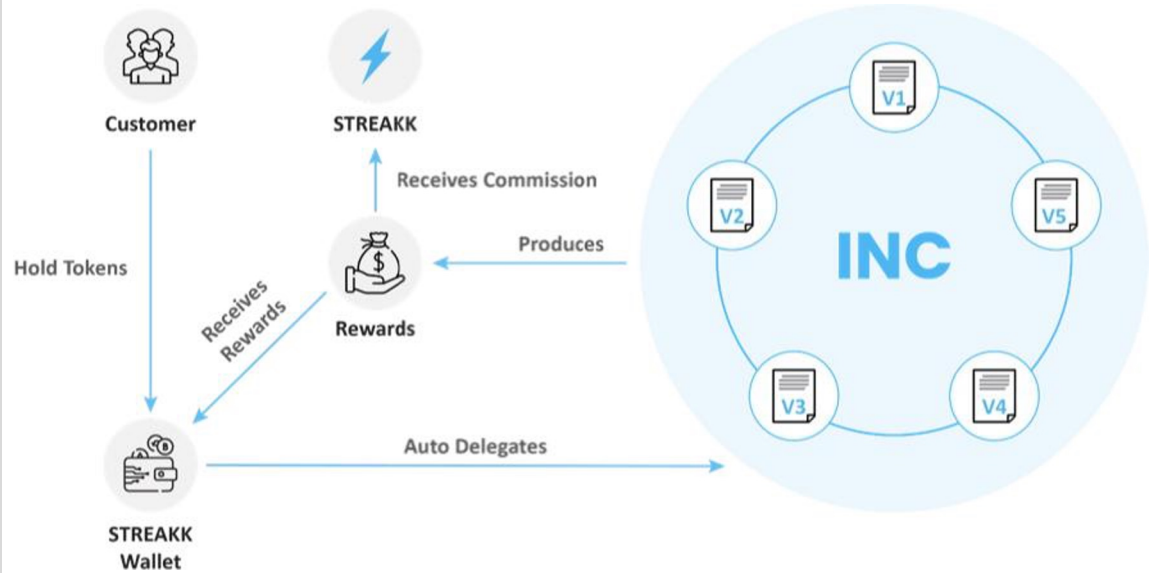 Customer
STREAKK
Receives Commission
Hold Tokens
Produces
Receives
Rewards
Rewards
Auto Delegates
STREAKK
Wallet
INC
V1
V2
V5
V3
V4
$
B